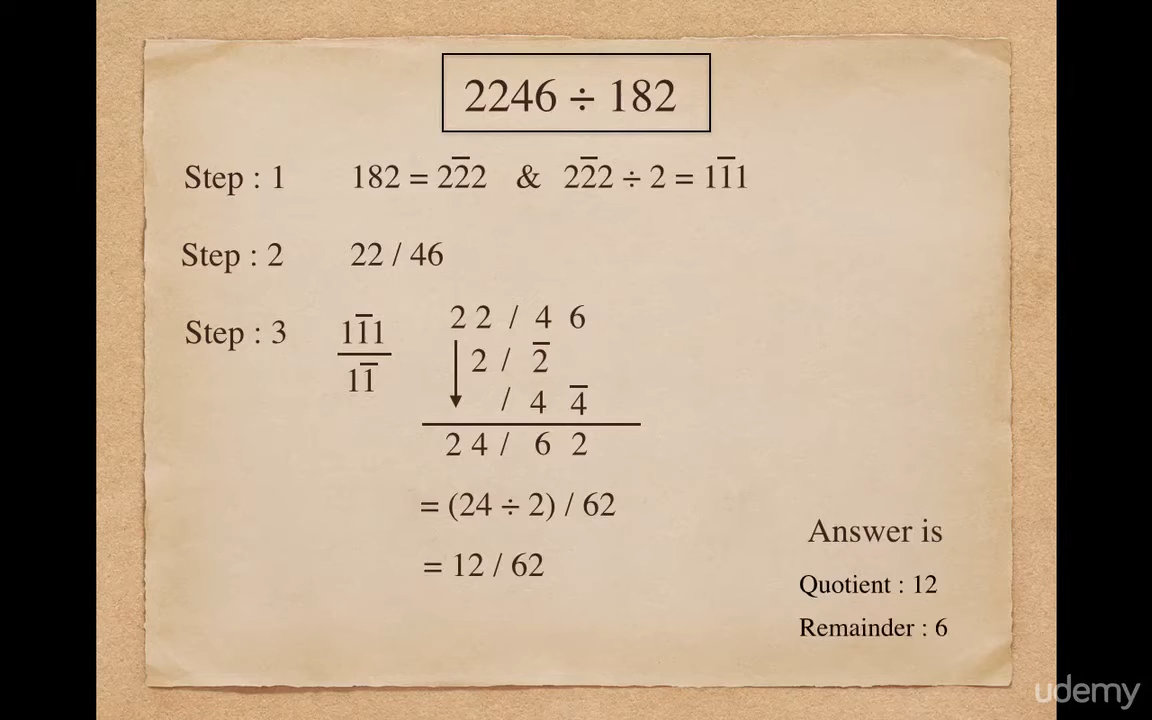 2246 ÷ 182
Step : 1 182 = 22̅2 & 22̅2 ÷ 2 = 11̅1
Step : 2 22 / 46
Step : 3 11̅1 2 2 / 4 6
11̅ 2 / 2̅
/ 4 4̅
2 4 / 6 2
= (24 ÷ 2) / 62
= 12 / 62
Answer is
Quotient : 12
Remainder : 6
udemy